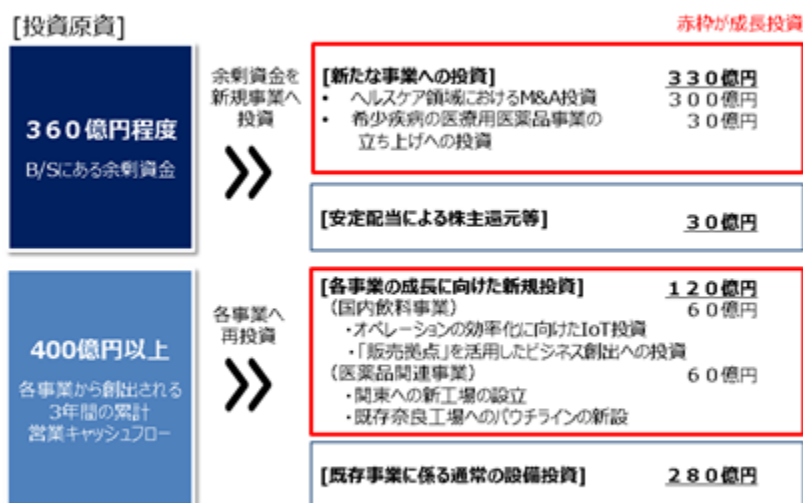 [投資原資]
赤枠が成長投資
360億円程度
B/Sにある余剰資金
余剰資金を
新規事業へ
投資
[新たな事業への投資] 330億円
• ヘルスケア領域におけるM&A投資 300億円
• 希少疾病の医療用医薬品事業の 30億円
立ち上げへの投資
[安定配当による株主還元等] 30億円
400億円以上
各事業から創出される
3年間の累計
営業キャッシュフロー
各事業へ
再投資
[各事業の成長に向けた新規投資] 120億円
(国内飲料事業) 60億円
・オペレーションの効率化に向けたIoT投資
・「販売拠点」を活用したビジネス創出への投資
(医薬品関連事業) 60億円
・関東への新工場の設立
・既存奈良工場へのパウチラインの新設
[既存事業に係る通常の設備投資] 280億円